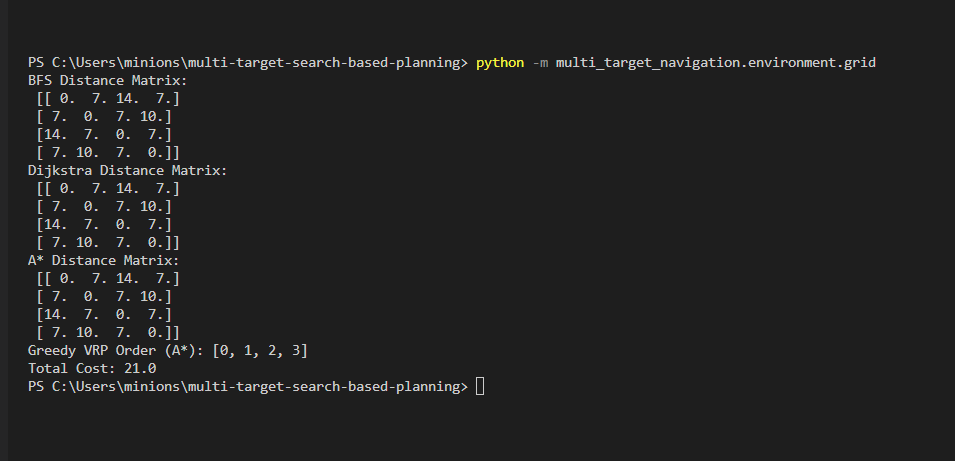 PS C:\Users\minions\multi-target-search-based-planning> python -m multi_target_navigation.environment.grid
BFS Distance Matrix:
 [[ 0.  7. 14.  7.]
 [ 7.  0.  7. 10.]
 [14.  7.  0.  7.]
 [ 7. 10.  7.  0.]]
Dijkstra Distance Matrix:
 [[ 0.  7. 14.  7.]
 [ 7.  0.  7. 10.]
 [14.  7.  0.  7.]
 [ 7. 10.  7.  0.]]
A* Distance Matrix:
 [[ 0.  7. 14.  7.]
 [ 7.  0.  7. 10.]
 [14.  7.  0.  7.]
 [ 7. 10.  7.  0.]]
Greedy VRP Order (A*): [0, 1, 2, 3]
Total Cost: 21.0
PS C:\Users\minions\multi-target-search-based-planning>